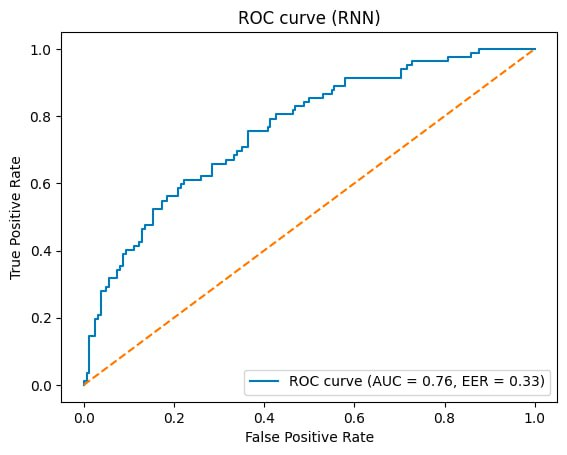 ROC curve (RNN)
1.0
0.8
0.6
0.4
0.2
0.0
True Positive Rate
0.0 0.2 0.4 0.6 0.8 1.0
False Positive Rate
ROC curve (AUC = 0.76, EER = 0.33)